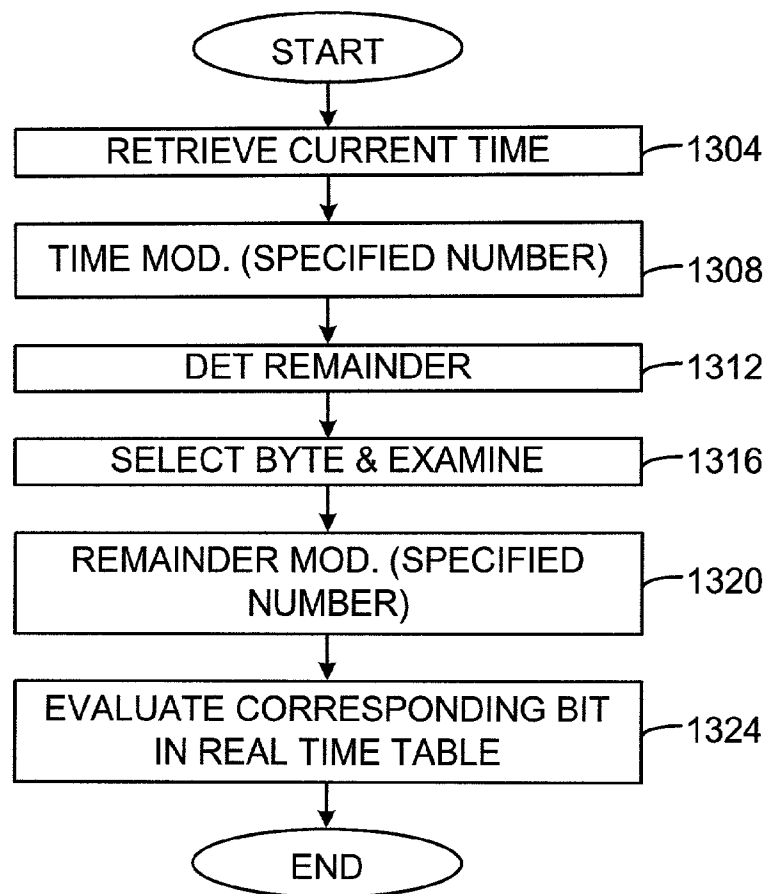 START
RETRIEVE CURRENT TIME
1304
TIME MOD. (SPECIFIED NUMBER)
1308
DET REMAINDER
1312
SELECT BYTE & EXAMINE
1316
REMAINDER MOD. (SPECIFIED
NUMBER)
1320
EVALUATE CORRESPONDING BIT
IN REAL TIME TABLE
1324
END